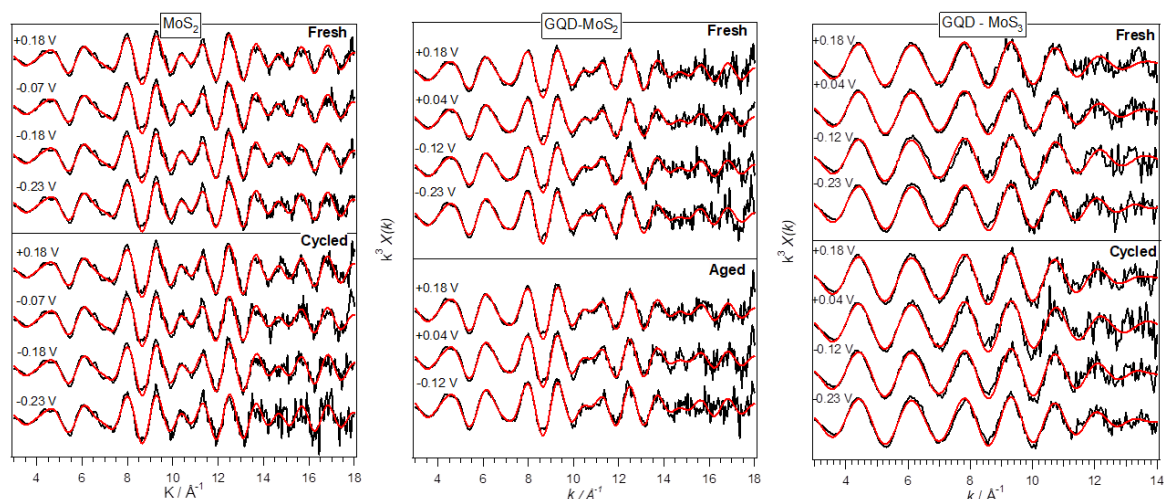 MoS2
Fresh
+0.18 V
-0.07 V
-0.18 V
-0.23 V
Cycled
+0.18 V
-0.07 V
-0.18 V
-0.23 V
4 6 8 10 12 14 16 18
K / Å-1
GQD-MoS2
Fresh
+0.18 V
+0.04 V
-0.12 V
-0.23 V
k3 X(k)
Aged
+0.18 V
+0.04 V
-0.12 V
4 6 8 10 12 14 16 18
k / Å-1
GQD - MoS3
Fresh
+0.18 V
+0.04 V
-0.12 V
-0.23 V
k3 X(k)
Cycled
+0.18 V
+0.04 V
-0.12 V
-0.23 V
4 6 8 10 12 14
k / Å-1